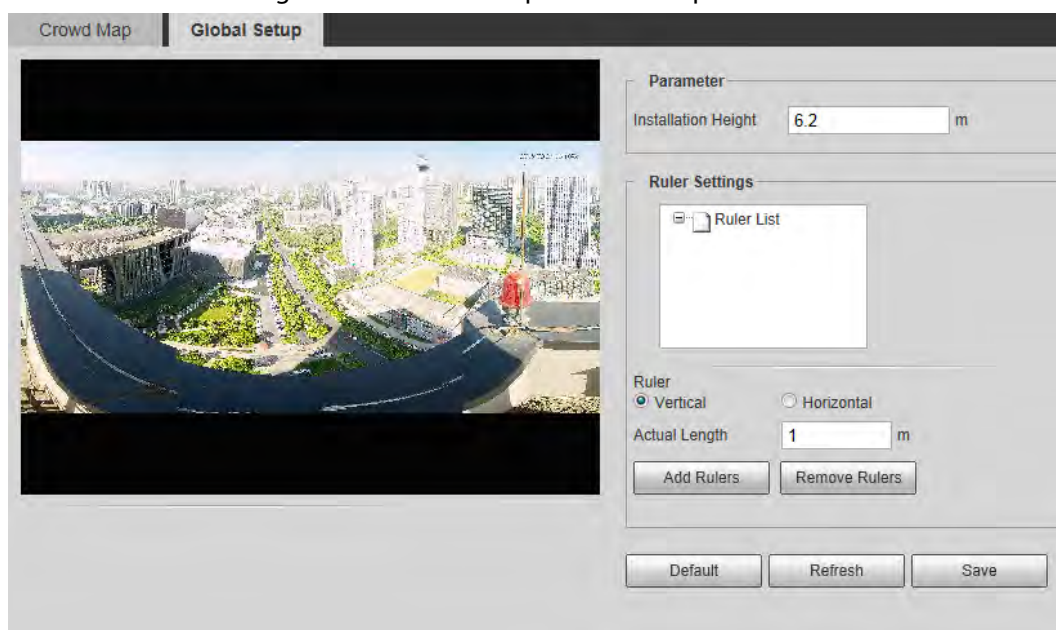 Crowd Map
Global Setup
Parameter
Installation Height 6.2 m
Ruler Settings
Ruler List
Ruler
Vertical Horizontal
Actual Length 1 m
Add Rulers Remove Rulers
Default Refresh Save